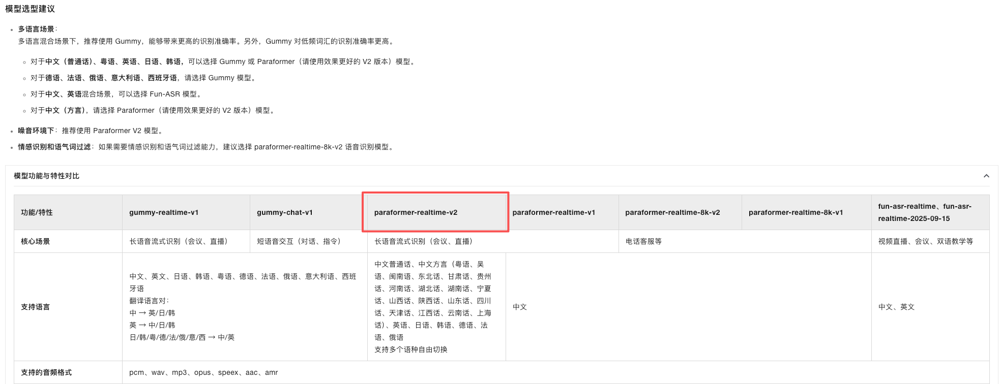 模型选型建议
多语言场景：
多语言混合场景下，推荐使用 Gummy，能够带来更高的识别准确率。另外，Gummy 对低频词汇的识别准确率更高。
对于中文（普通话）、粤语、英语、日语、韩语，可以选择 Gummy 或 Paraformer（请使用效果更好的 V2 版本）模型。
对于德语、法语、俄语、意大利语、西班牙语，请选择 Gummy 模型。
对于中文、英语混合场景，可以选择 Fun-ASR 模型。
对于中文（方言），请选择 Paraformer（请使用效果更好的 V2 版本）模型。
噪音环境下：推荐使用 Paraformer V2 模型。
情感识别和语气词过滤：如果需要情感识别和语气词过滤能力，建议选择 paraformer-realtime-8k-v2 语音识别模型。
模型功能与特性对比
功能/特性
gummy-realtime-v1
gummy-chat-v1
paraformer-realtime-v2
paraformer-realtime-v1
paraformer-realtime-8k-v2
paraformer-realtime-8k-v1
fun-asr-realtime、fun-asr-
realtime-2025-09-15
核心场景
长语音流式识别（会议、直播）
短语音交互（对话、指令）
长语音流式识别（会议、直播）
电话客服等
视频直播、会议、双语教学等
支持语言
中文、英文、日语、韩语、粤语、德语、法语、俄语、意大利语、西班
牙语
翻译语言对：
中 → 英/日/韩
英 → 中/日/韩
日/韩/粤/德/法/俄/意/西 → 中/英
中文普通话、中文方言（粤语、吴
语、闽南语、东北话、甘肃话、贵州
话、河南话、湖北话、湖南话、宁夏
话、山西话、陕西话、山东话、四川
话、天津话、江西话、云南话、上海
话）、英语、日语、韩语、德语、法
语、俄语
支持多个语种自由切换
中文
中文、英文
支持的音频格式
pcm、wav、mp3、opus、speex、aac、amr